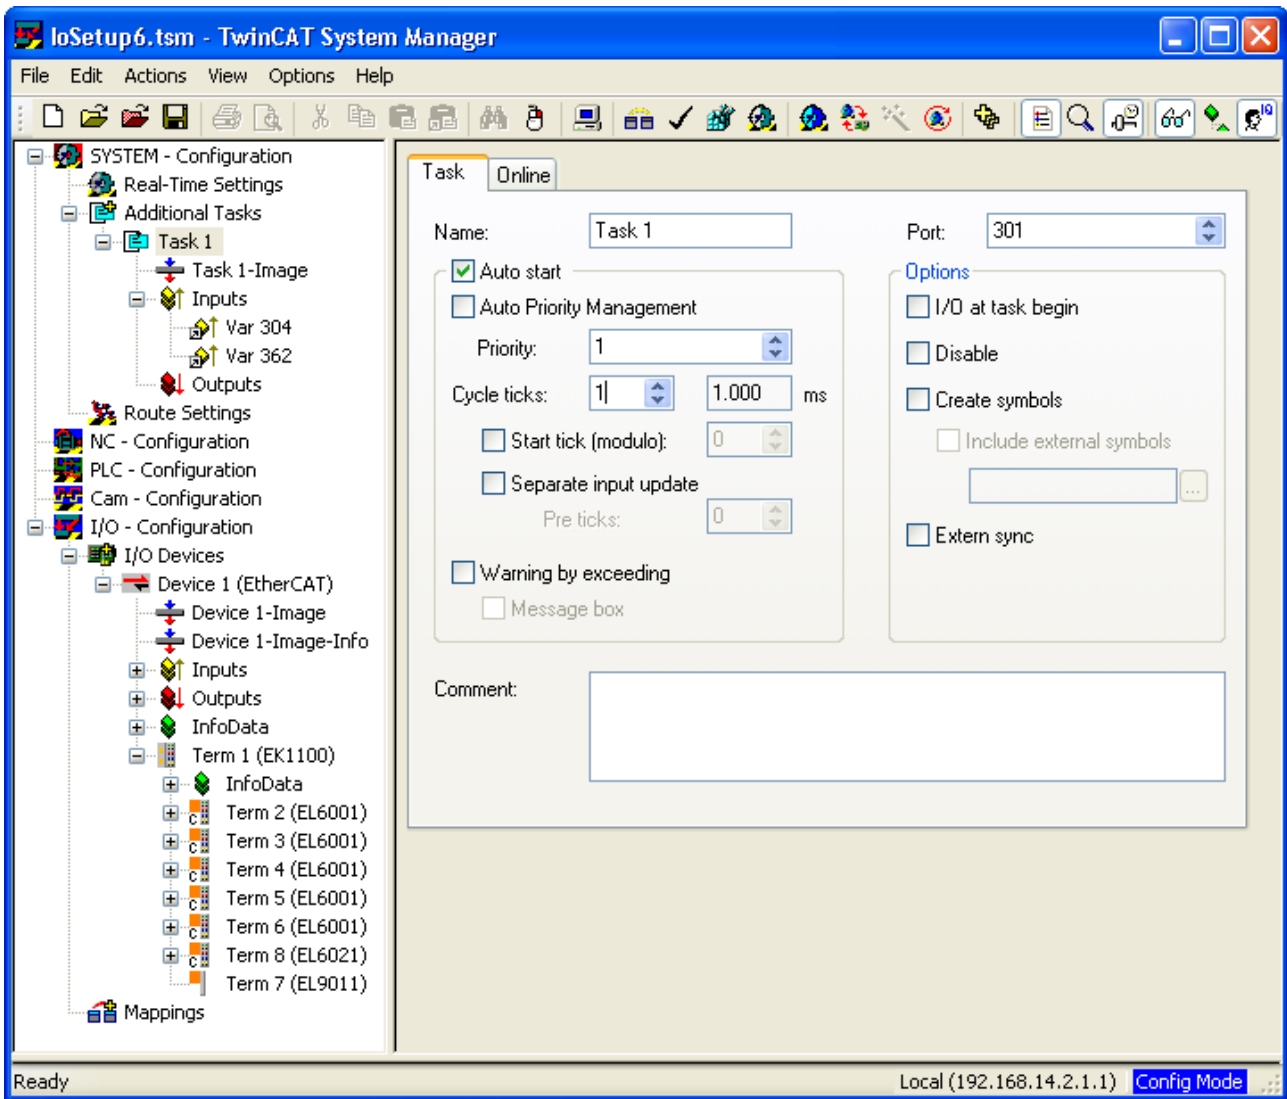 IoSetup6.tsm - TwinCAT System Manager
File Edit Actions View Options Help
SYSTEM - Configuration
Real-Time Settings
Additional Tasks
Task 1
Task 1-Image
Inputs
Var 304
Var 362
Outputs
Route Settings
NC - Configuration
PLC - Configuration
Cam - Configuration
I/O - Configuration
I/O Devices
Device 1 (EtherCAT)
Device 1-Image
Device 1-Image-Info
Inputs
Outputs
InfoData
Term 1 (EK1100)
InfoData
Term 2 (EL6001)
Term 3 (EL6001)
Term 4 (EL6001)
Term 5 (EL6001)
Term 6 (EL6001)
Term 8 (EL6021)
Term 7 (EL9011)
Mappings
Task Online
Name: Task 1
Port: 301
Auto start
Auto Priority Management
Priority: 1
Cycle ticks: 1 1.000 ms
Start tick (modulo): 0
Separate input update
Pre ticks: 0
Warning by exceeding
Message box
Options
I/O at task begin
Disable
Create symbols
Include external symbols
...
Extern sync
Comment:
Ready
Local (192.168.14.2.1.1) Config Mode